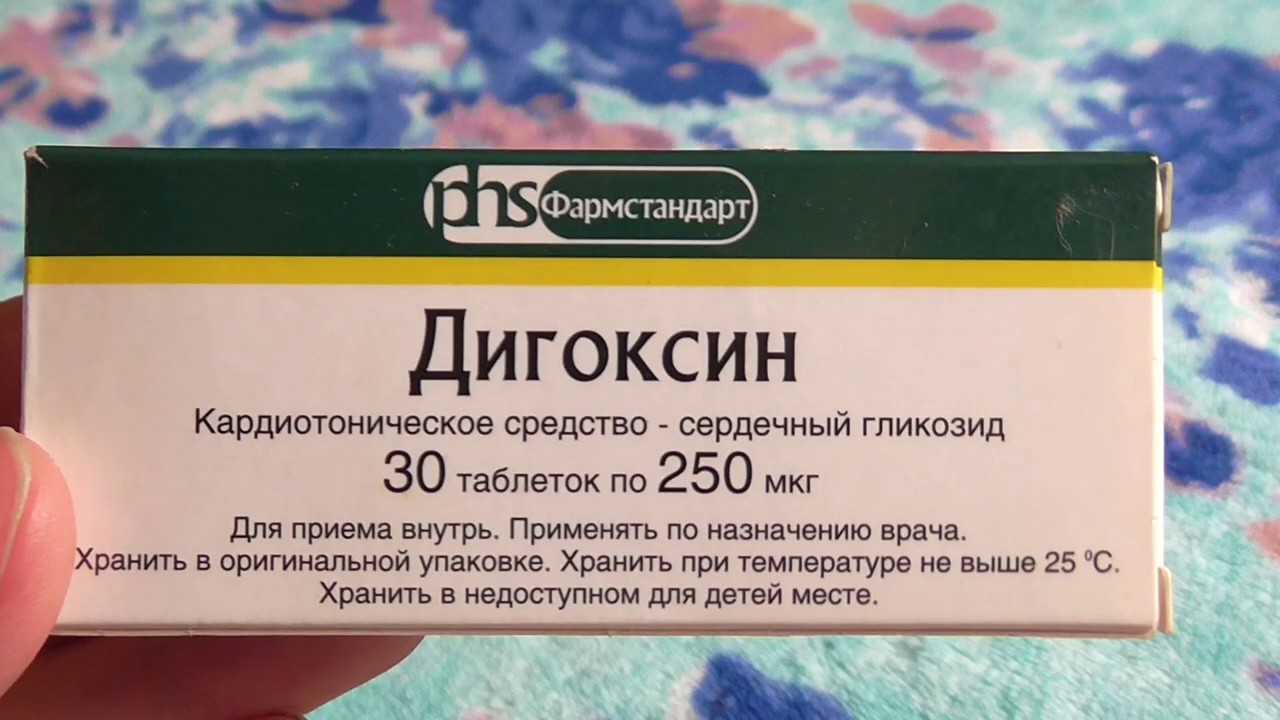 phs Фармстандарт
Дигоксин
Кардиотоническое средство - сердечный гликозид
30 таблеток по 250 мкг
Для приема внутрь. Применять по назначению врача.
Хранить в оригинальной упаковке. Хранить при температуре не выше 25 ⁰С.
Хранить в недоступном для детей месте.